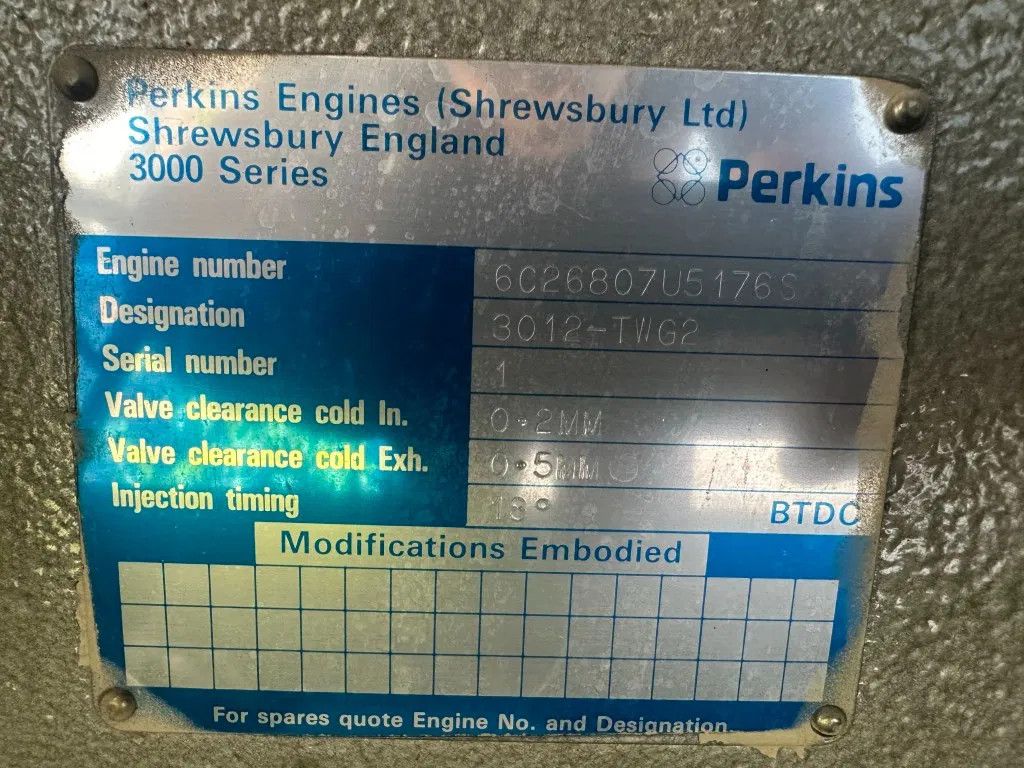 Perkins Engines (Shrewsbury Ltd)
Shrewsbury England
3000 Series
Perkins
Engine number 6C26807U5176S
Designation 3012-TWG2
Serial number 1
Valve clearance cold In. 0·2MM
Valve clearance cold Exh. 0·5MM
Injection timing 18° BTDC
Modifications Embodied
For spares quote Engine No. and Designation.